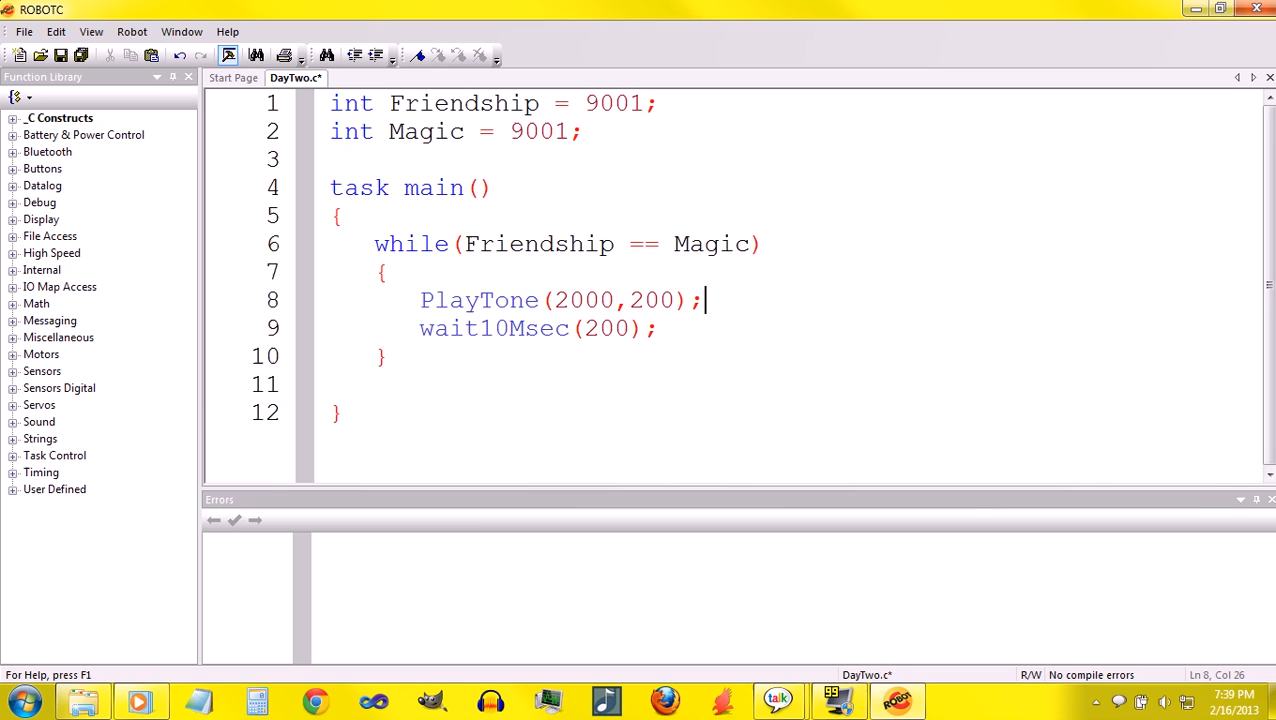 ROBOTC
File Edit View Robot Window Help
Function Library
Start Page DayTwo.c*
_C Constructs
Battery & Power Control
Bluetooth
Buttons
Datalog
Debug
Display
File Access
High Speed
Internal
IO Map Access
Math
Messaging
Miscellaneous
Motors
Sensors
Sensors Digital
Servos
Sound
Strings
Task Control
Timing
User Defined
1 int Friendship = 9001;
2 int Magic = 9001;
3
4 task main()
5 {
6 while(Friendship == Magic)
7 {
8 PlayTone(2000,200);
9 wait10Msec(200);
10 }
11
12 }
Errors
For Help, press F1 DayTwo.c* R/W No compile errors Ln 8, Col 26
talk 99 ROBOT
7:39 PM
2/16/2013